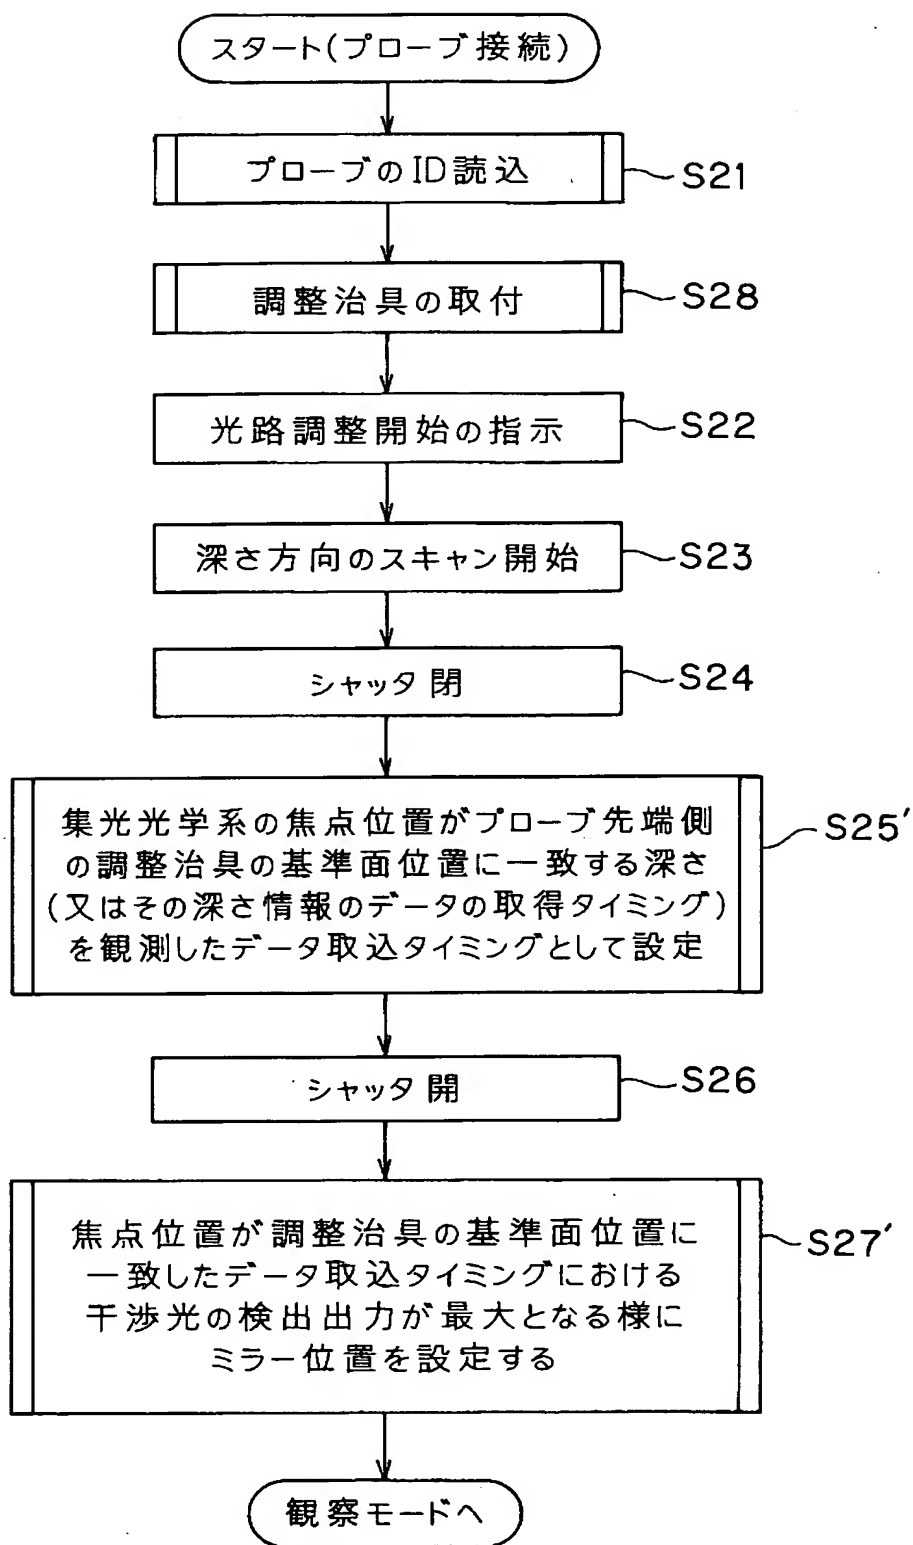 スタート(プローブ接続)
プローブのID読込
S21
調整治具の取付
S28
光路調整開始の指示
S22
深さ方向のスキャン開始
S23
シャッタ閉
S24
集光光学系の焦点位置がプローブ先端側
の調整治具の基準面位置に一致する深さ
(又はその深さ情報のデータの取得タイミング)
を観測したデータ取込タイミングとして設定
S25'
シャッタ開
S26
焦点位置が調整治具の基準面位置に
一致したデータ取込タイミングにおける
干渉光の検出出力が最大となる様に
ミラー位置を設定する
S27'
観察モードへ